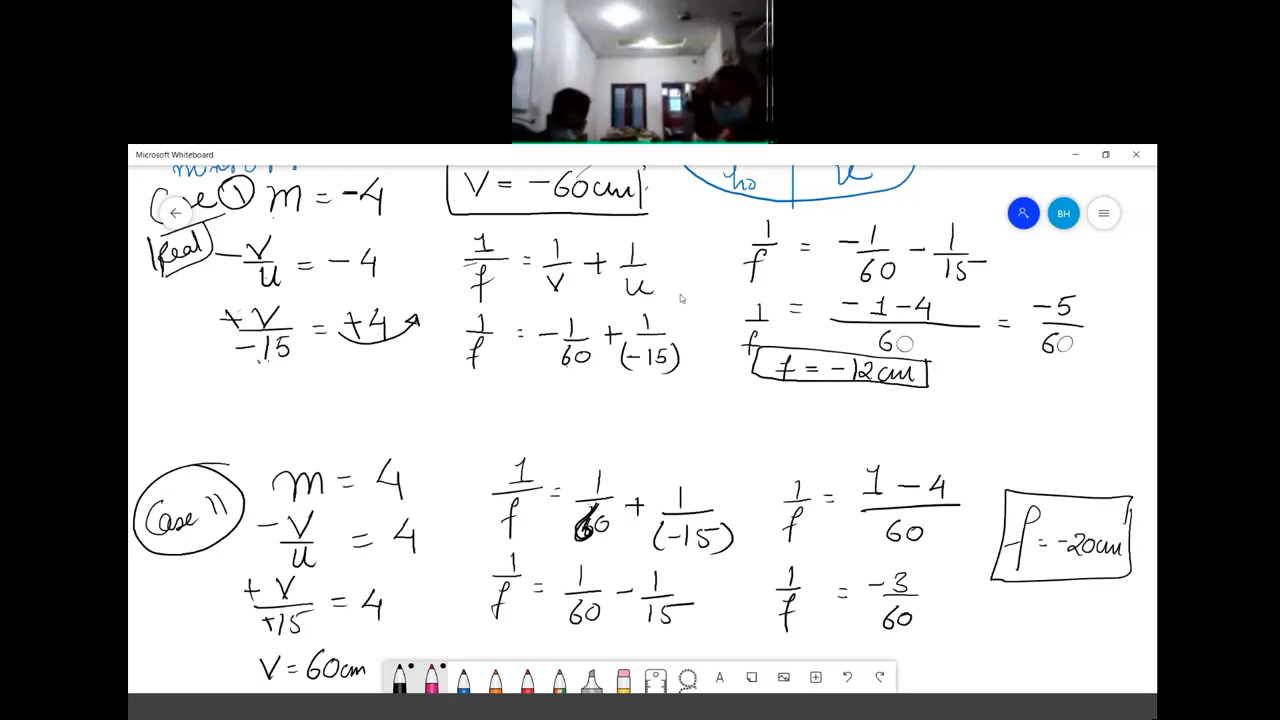 Microsoft Whiteboard
Case 1 m = -4
V = -60cm
ho u
BH
Real
-V/u = -4
1/f = 1/v + 1/u
1/f = -1/60 - 1/15
+V/-15 = +4
1/f = -1/60 + 1/(-15)
1/f = -1-4/60 = -5/60
f = -12cm
Case 11
m = 4
-V/u = 4
+V/+15 = 4
V = 60cm
1/f = 1/60 + 1/(-15)
1/f = 1/60 - 1/15
1/f = 1-4/60
1/f = -3/60
f = -20cm
A